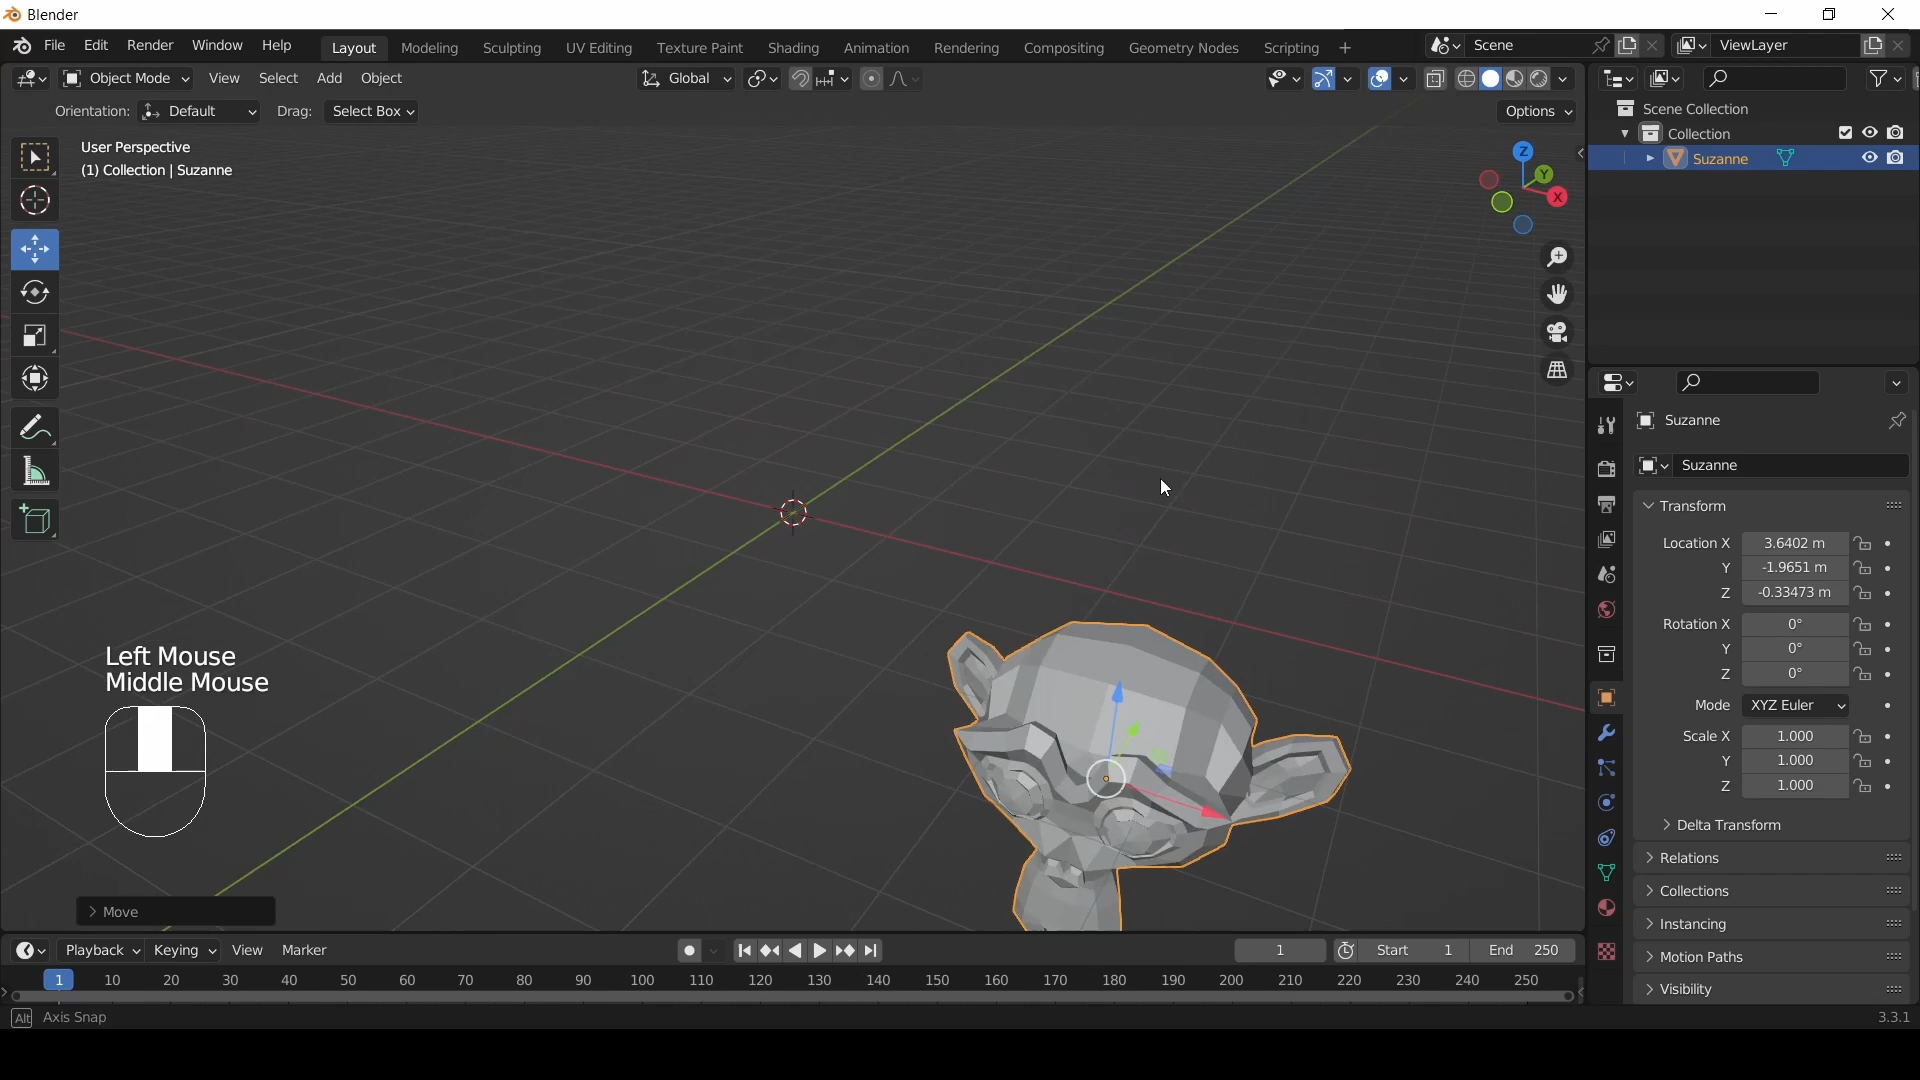 Blender
File Edit Render Window Help Layout Modeling Sculpting UV Editing Texture Paint Shading Animation Rendering Compositing Geometry Nodes Scripting + Scene ViewLayer
Object Mode View Select Add Object Global
Orientation: Default Drag: Select Box Options
User Perspective
(1) Collection | Suzanne
Z
Y
X
Scene Collection
Collection
Suzanne
Suzanne
Suzanne
Transform
Location X 3.6402 m
Y -1.9651 m
Z -0.33473 m
Rotation X 0°
Y 0°
Z 0°
Mode XYZ Euler
Scale X 1.000
Y 1.000
Z 1.000
Delta Transform
Relations
Collections
Instancing
Motion Paths
Visibility
Left Mouse
Middle Mouse
Move
Playback Keying View Marker 1 Start 1 End 250
1 10 20 30 40 50 60 70 80 90 100 110 120 130 140 150 160 170 180 190 200 210 220 230 240 250
Alt Axis Snap 3.3.1